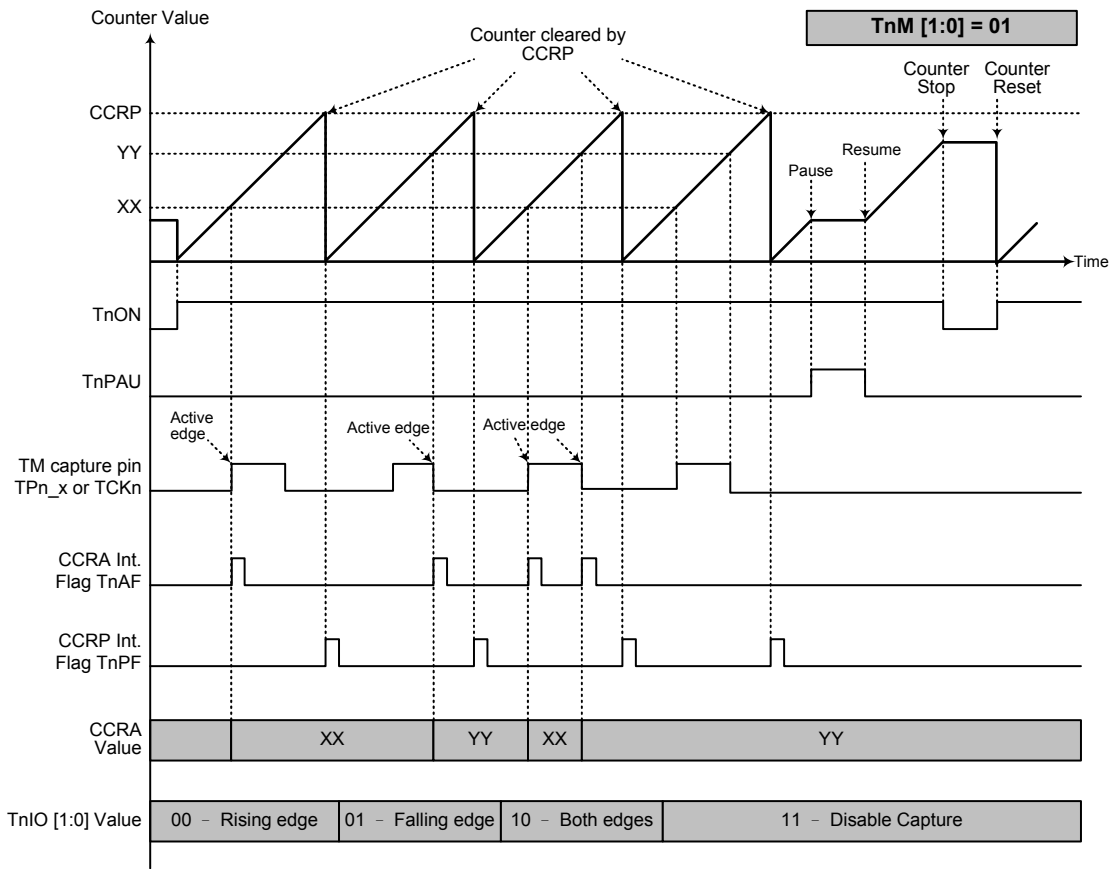 Counter Value
TnM [1:0] = 01
Counter cleared by
CCRP
Counter
Stop
Counter
Reset
CCRP
YY
XX
Pause
Resume
Time
TnON
TnPAU
Active
edge
Active edge
Active edge
TM capture pin
TPn_x or TCKn
CCRA Int.
Flag TnAF
CCRP Int.
Flag TnPF
CCRA
Value
XX
YY
XX
YY
TnIO [1:0] Value
00 – Rising edge
01 – Falling edge
10 – Both edges
11 – Disable Capture